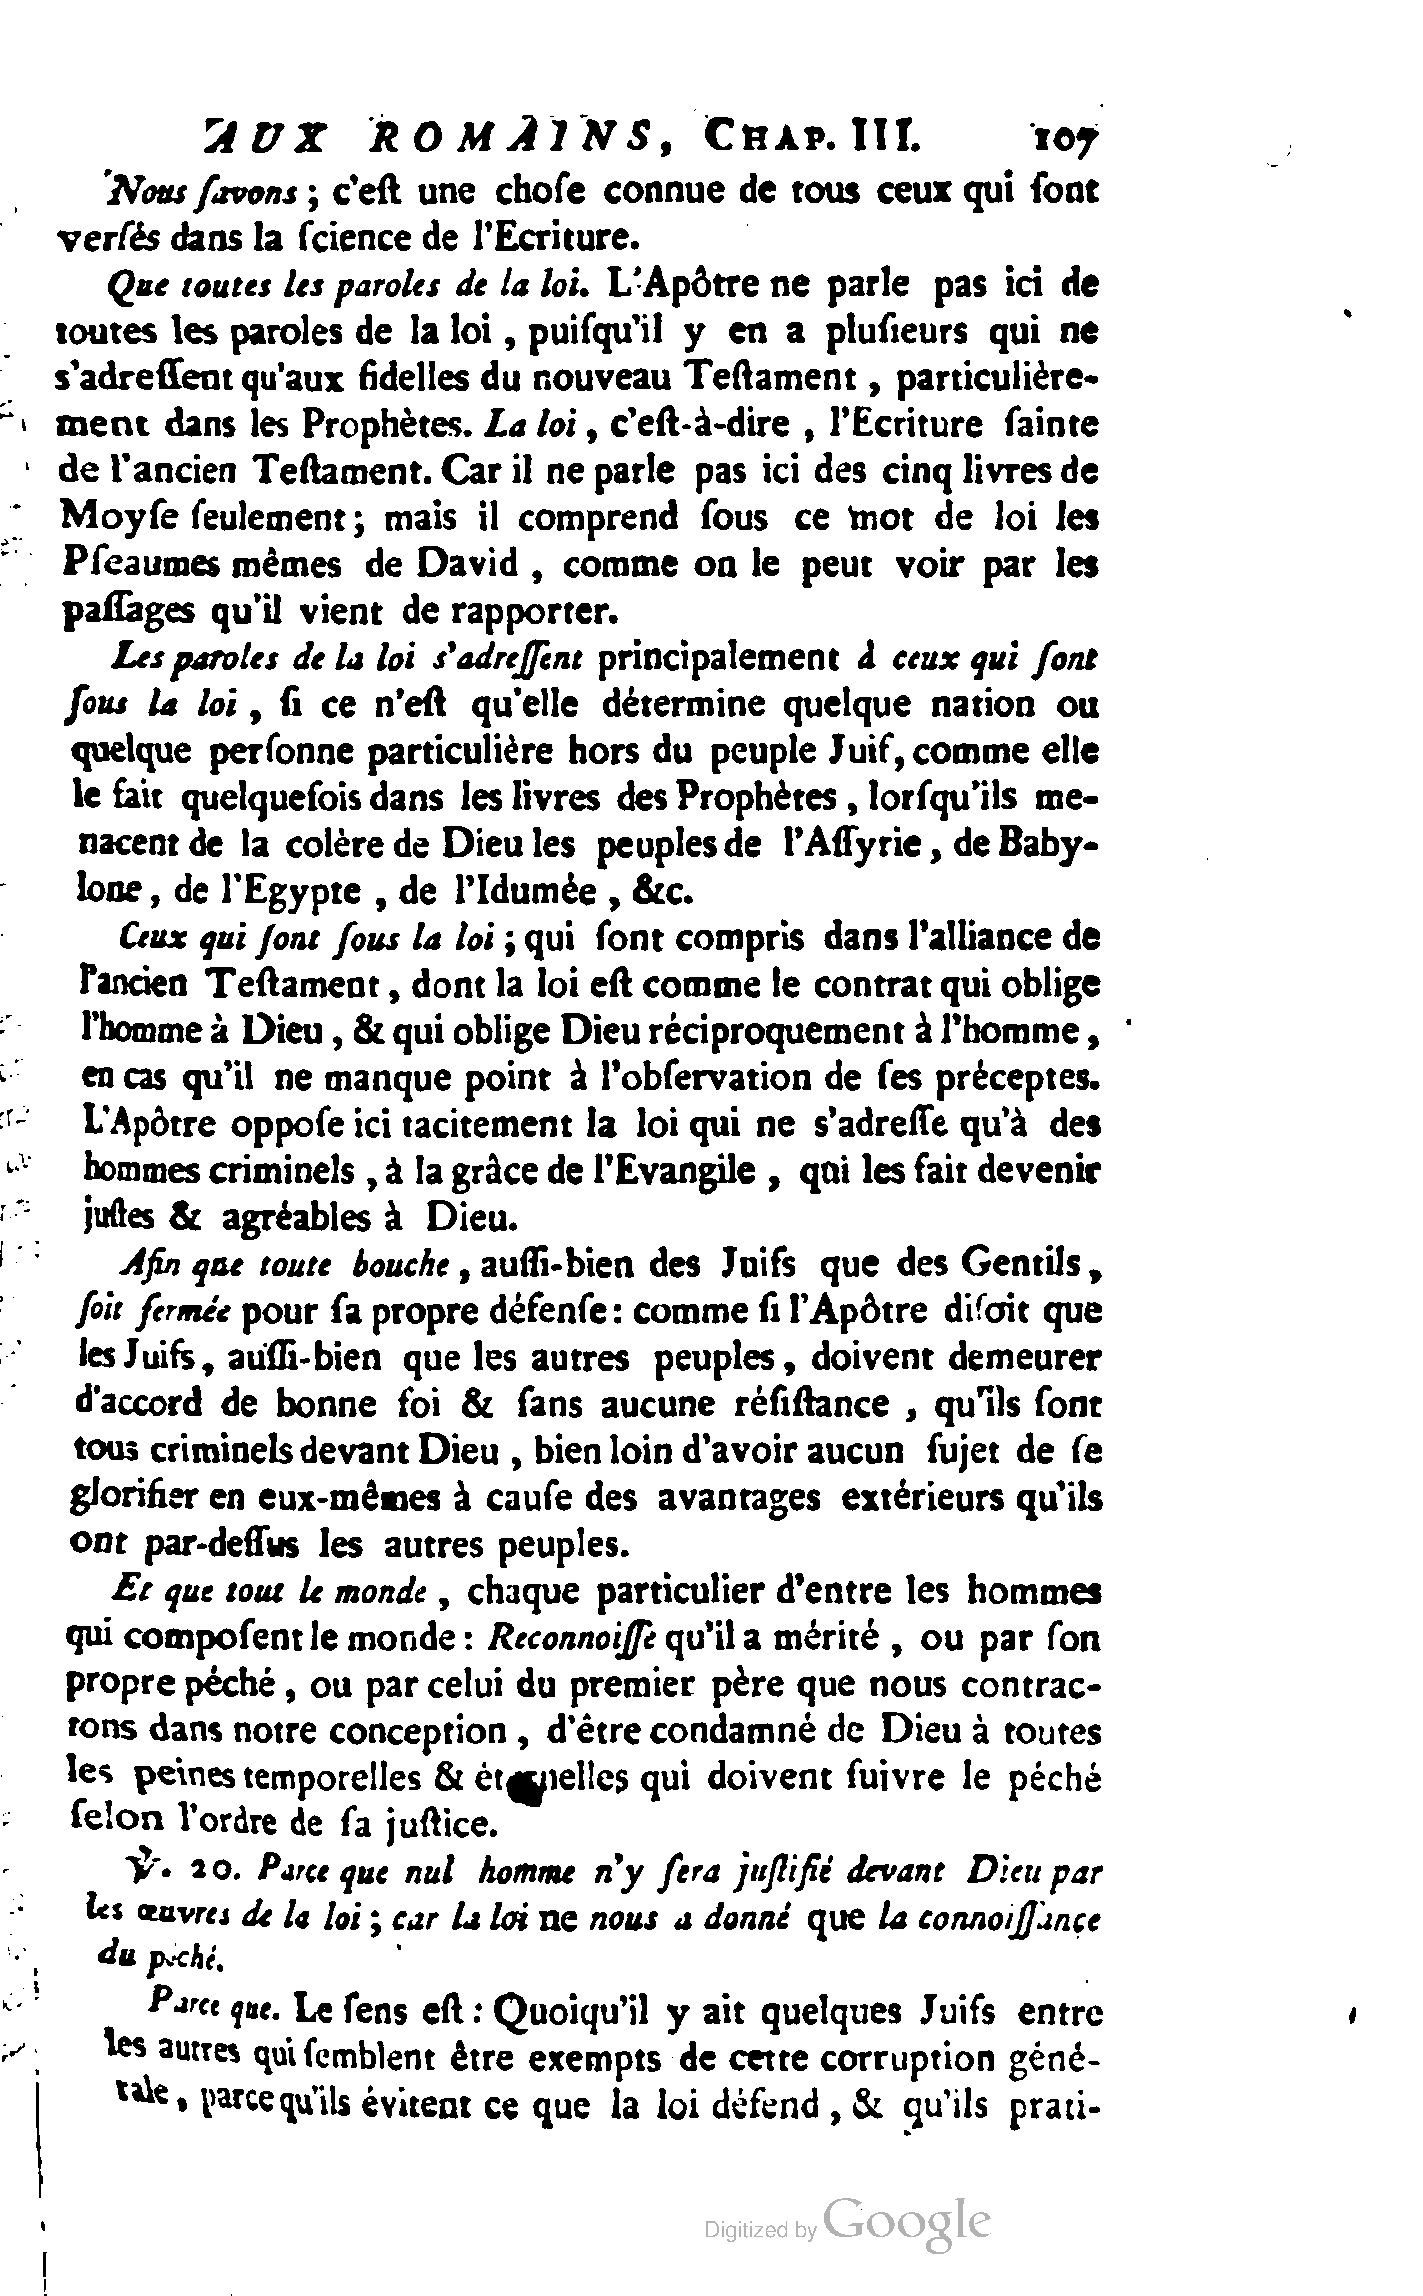 AUX ROMAINS, CHAP. III. 107
Nous ſavons ; c'eſt une choſe connue de tous ceux qui ſont
verſés dans la ſcience de l'Ecriture.
Que toutes les paroles de la loi. L'Apôtre ne parle pas ici de
toutes les paroles de la loi , puiſqu'il y en a pluſieurs qui ne
s'adreſſent qu'aux fidelles du nouveau Teſtament , particulière-
ment dans les Prophètes. La loi , c'eſt-à-dire , l'Ecriture ſainte
de l'ancien Teſtament. Car il ne parle pas ici des cinq livres de
Moyſe ſeulement ; mais il comprend ſous ce mot de loi les
Pſeaumes mêmes de David , comme on le peut voir par les
paſſages qu'il vient de rapporter.
Les paroles de la loi s'adreſſent principalement à ceux qui ſont
ſous la loi , ſi ce n'eſt qu'elle détermine quelque nation ou
quelque perſonne particulière hors du peuple Juif, comme elle
le fait quelquefois dans les livres des Prophètes , lorſqu'ils me-
nacent de la colère de Dieu les peuples de l'Aſſyrie , de Baby-
lone , de l'Egypte , de l'Idumée , &c.
Ceux qui ſont ſous la loi ; qui ſont compris dans l'alliance de
l'ancien Teſtament , dont la loi eſt comme le contrat qui oblige
l'homme à Dieu , & qui oblige Dieu réciproquement à l'homme ,
en cas qu'il ne manque point à l'obſervation de ſes préceptes.
L'Apôtre oppoſe ici tacitement la loi qui ne s'adreſſe qu'à des
hommes criminels , à la grâce de l'Evangile , qui les fait devenir
juſtes & agréables à Dieu.
Afin que toute bouche , auſſi-bien des Juifs que des Gentils ,
ſoit fermée pour ſa propre défenſe : comme ſi l'Apôtre diſoit que
les Juifs , auſſi-bien que les autres peuples , doivent demeurer
d'accord de bonne foi & ſans aucune réſiſtance , qu'ils ſont
tous criminels devant Dieu , bien loin d'avoir aucun ſujet de ſe
glorifier en eux-mêmes à cauſe des avantages extérieurs qu'ils
ont par-deſſus les autres peuples.
Et que tout le monde , chaque particulier d'entre les hommes
qui compoſent le monde : Reconnoiſſe qu'il a mérité , ou par ſon
propre péché , ou par celui du premier père que nous contrac-
tons dans notre conception , d'être condamné de Dieu à toutes
les peines temporelles & éternelles qui doivent ſuivre le péché
ſelon l'ordre de ſa juſtice.
℣. 20. Parce que nul homme n'y ſera juſtifié devant Dieu par
les œuvres de la loi ; car la loi ne nous a donné que la connoiſſance
du péché.
Parce que. Le ſens eſt : Quoiqu'il y ait quelques Juifs entre
les autres qui ſemblent être exempts de cette corruption géné-
rale , parce qu'ils évitent ce que la loi défend , & qu'ils prati-
Digitized by Google